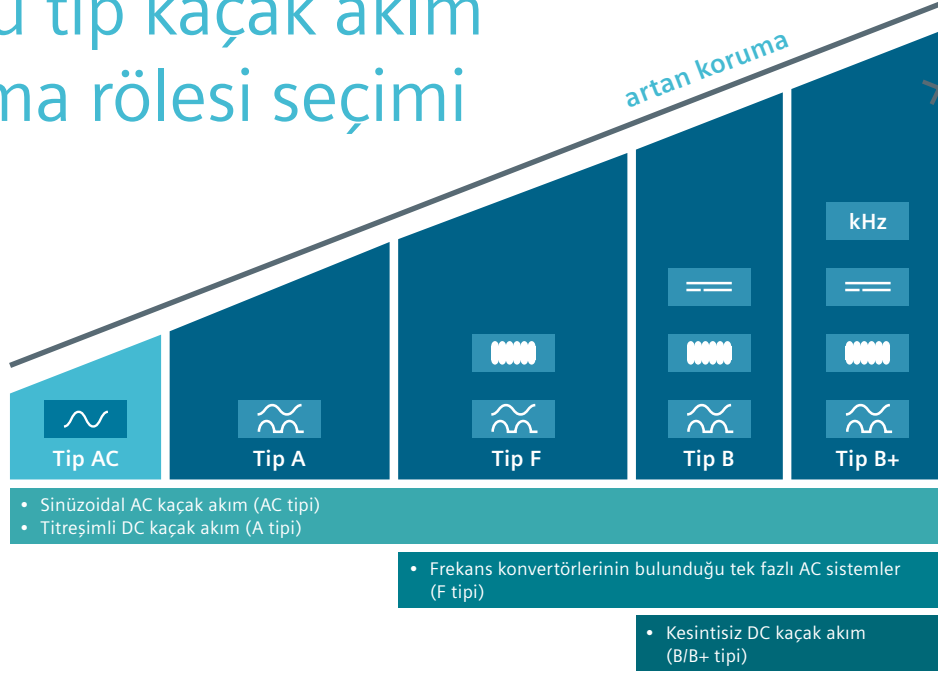 u tip kaçak akım
ma rölesi seçimi
artan koruma
kHz
Tip AC
Tip A
Tip F
Tip B
Tip B+
• Sinüzoidal AC kaçak akım (AC tipi)
• Titreşimli DC kaçak akım (A tipi)
• Frekans konvertörlerinin bulunduğu tek fazlı AC sistemler
(F tipi)
• Kesintisiz DC kaçak akım
(B/B+ tipi)